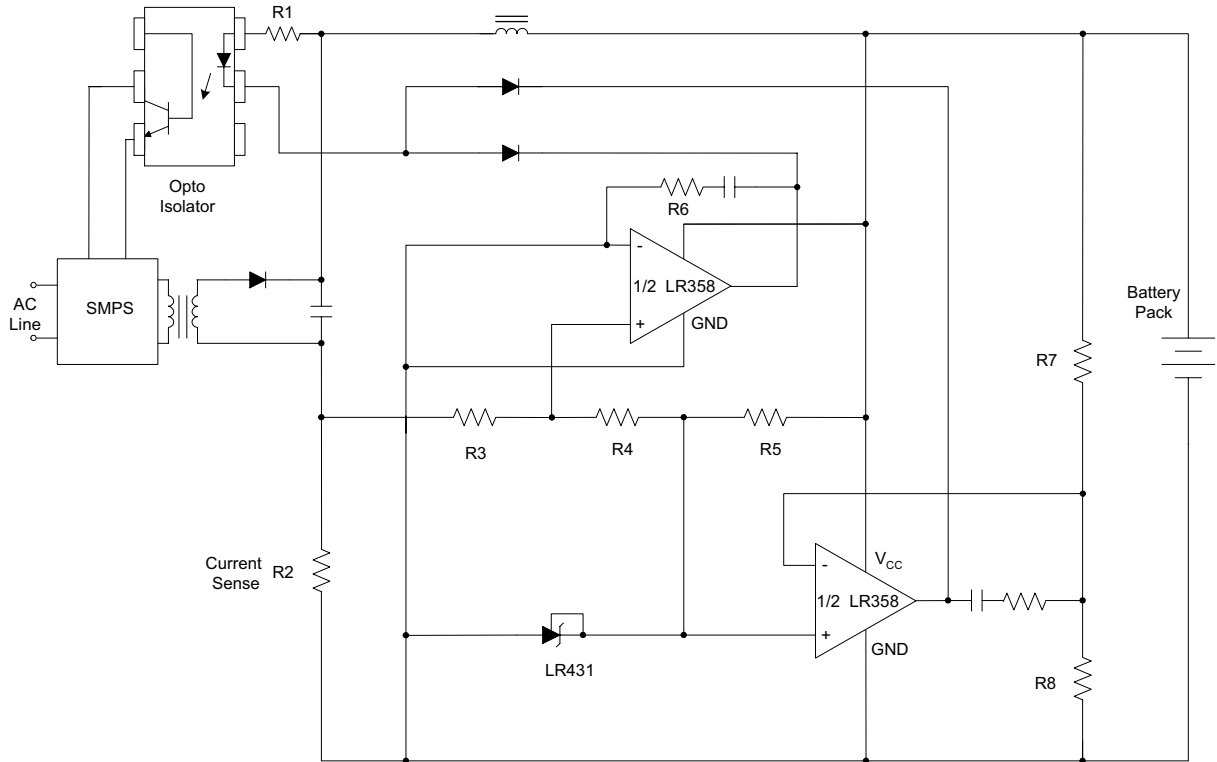 R1
Opto
Isolator
R6
-
1/2 LR358
+
GND
AC
Line
SMPS
Battery
Pack
R7
R3
R4
R5
Current
Sense
R2
VCC
-
1/2 LR358
+
GND
LR431
R8